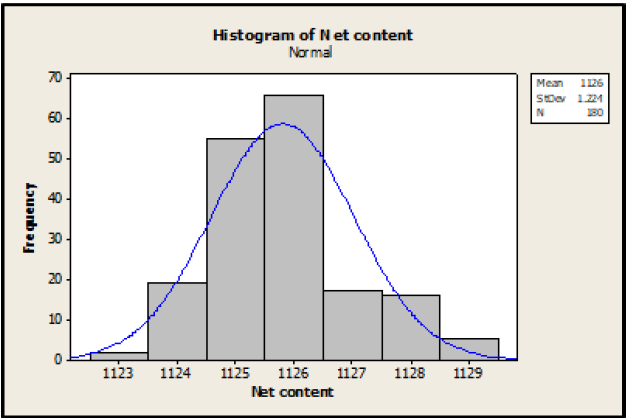 Histogram of Net content
Normal
Mean 1126
StDev 1.224
N 180
Frequency
70
60
50
40
30
20
10
0
1123 1124 1125 1126 1127 1128 1129
Net content